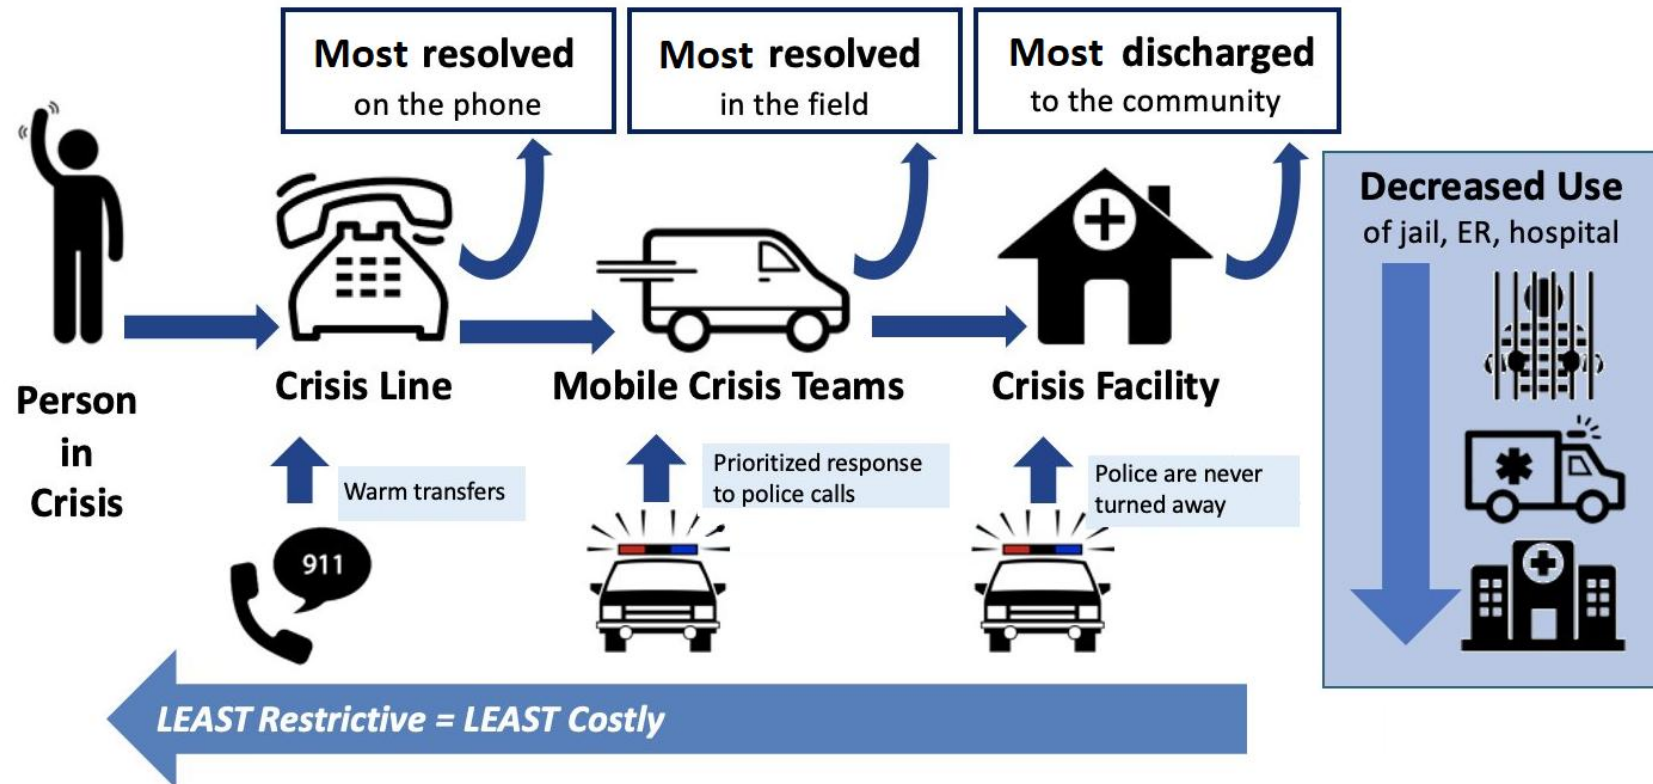 Most resolved
on the phone
Most resolved
in the field
Most discharged
to the community
Decreased Use
of jail, ER, hospital
Person
in
Crisis
Crisis Line
Mobile Crisis Teams
Crisis Facility
Warm transfers
Prioritized response
to police calls
Police are never
turned away
911
LEAST Restrictive = LEAST Costly